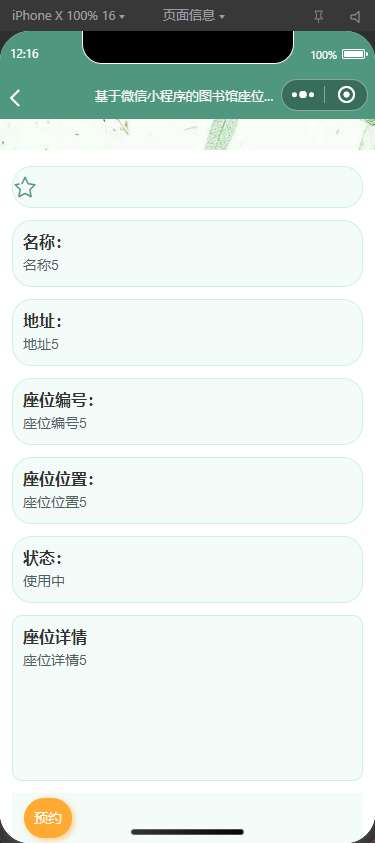 iPhone X 100% 16
页面信息
12:16
100%
基于微信小程序的图书馆座位...
名称：
名称5
地址：
地址5
座位编号：
座位编号5
座位位置：
座位位置5
状态：
使用中
座位详情
座位详情5
预约